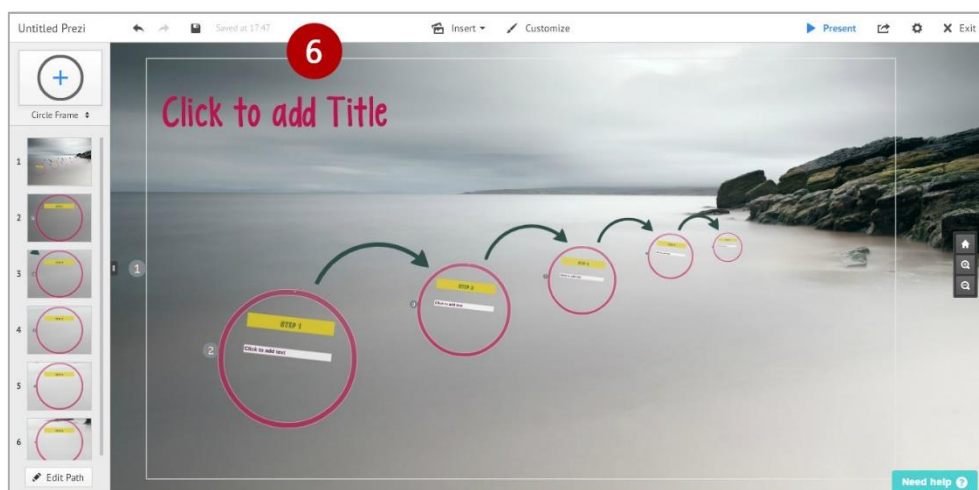 Untitled Prezi
Saved at 17:47
Insert
Customize
Present
Exit
6
Circle Frame
Click to add Title
1
2
3
4
5
6
Edit Path
1
2
STEP 1
Click to add text
STEP 2
Click to add text
Need help ?